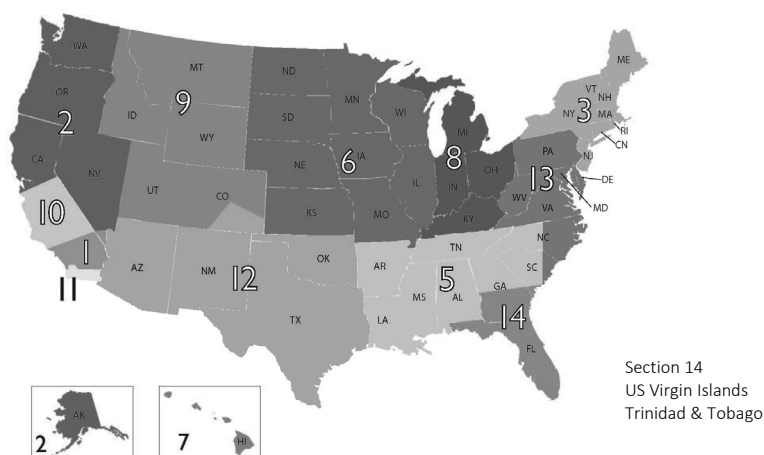 WA
OR
2
CA
NV
MT
9
ID
WY
UT
CO
10
1
11
AZ
NM
12
OK
TX
ND
SD
NE
KS
MN
6
IA
MO
WI
IL
MI
8
IN
OH
KY
AR
LA
TN
5
MS
AL
GA
SC
NC
14
FL
PA
13
WV
VA
ME
VT
NH
NY
3
MA
RI
CN
NJ
DE
MD
AK
2
7
HI
Section 14
US Virgin Islands
Trinidad & Tobago